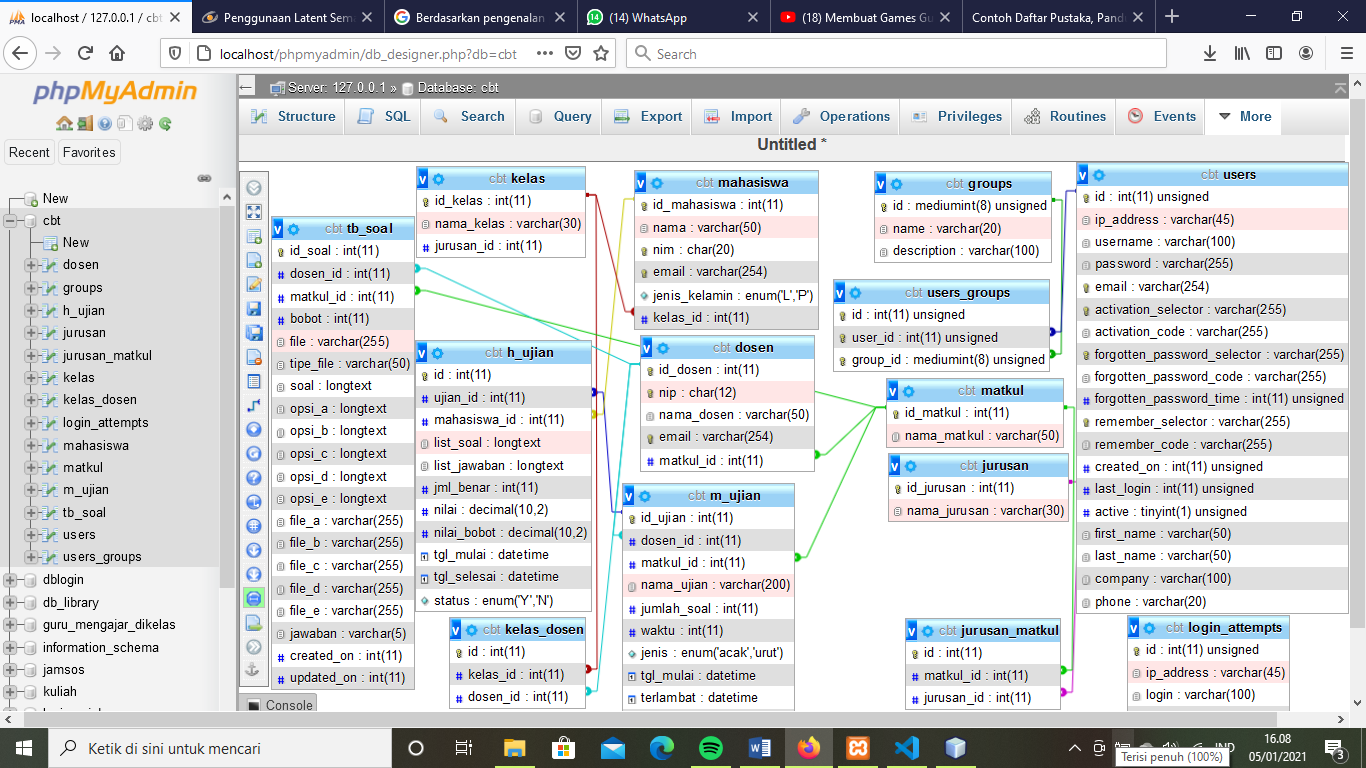 localhost / 127.0.0.1 / cbt
Penggunaan Latent Sem
Berdasarkan pengenalan
(14) WhatsApp
(18) Membuat Games Gu
Contoh Daftar Pustaka, Pand
localhost/phpmyadmin/db_designer.php?db=cbt
Search
phpMyAdmin
Recent
Favorites
New
cbt
New
dosen
groups
h_ujian
jurusan
jurusan_matkul
kelas
kelas_dosen
login_attempts
mahasiswa
matkul
m_ujian
tb_soal
users
users_groups
dblogin
db_library
guru_mengajar_dikelas
information_schema
jamsos
kuliah
Server: 127.0.0.1 » Database: cbt
Structure
SQL
Search
Query
Export
Import
Operations
Privileges
Routines
Events
More
Untitled *
v cbt tb_soal
id_soal : int(11)
# dosen_id : int(11)
# matkul_id : int(11)
# bobot : int(11)
file : varchar(255)
tipe_file : varchar(50)
soal : longtext
opsi_a : longtext
opsi_b : longtext
opsi_c : longtext
opsi_d : longtext
opsi_e : longtext
file_a : varchar(255)
file_b : varchar(255)
file_c : varchar(255)
file_d : varchar(255)
file_e : varchar(255)
jawaban : varchar(5)
# created_on : int(11)
# updated_on : int(11)
v cbt kelas
id_kelas : int(11)
nama_kelas : varchar(30)
# jurusan_id : int(11)
v cbt h_ujian
id : int(11)
# ujian_id : int(11)
mahasiswa_id : int(11)
list_soal : longtext
list_jawaban : longtext
# jml_benar : int(11)
# nilai : decimal(10,2)
# nilai_bobot : decimal(10,2)
tgl_mulai : datetime
tgl_selesai : datetime
status : enum('Y','N')
v cbt kelas_dosen
id : int(11)
# kelas_id : int(11)
# dosen_id : int(11)
v cbt mahasiswa
id_mahasiswa : int(11)
nama : varchar(50)
nim : char(20)
email : varchar(254)
jenis_kelamin : enum('L','P')
# kelas_id : int(11)
v cbt dosen
id_dosen : int(11)
nip : char(12)
nama_dosen : varchar(50)
email : varchar(254)
# matkul_id : int(11)
v cbt m_ujian
id_ujian : int(11)
# dosen_id : int(11)
# matkul_id : int(11)
nama_ujian : varchar(200)
# jumlah_soal : int(11)
# waktu : int(11)
jenis : enum('acak','urut')
tgl_mulai : datetime
terlambat : datetime
v cbt groups
id : mediumint(8) unsigned
name : varchar(20)
description : varchar(100)
v cbt users_groups
id : int(11) unsigned
user_id : int(11) unsigned
group_id : mediumint(8) unsigned
v cbt matkul
id_matkul : int(11)
nama_matkul : varchar(50)
v cbt jurusan
id_jurusan : int(11)
nama_jurusan : varchar(30)
v cbt jurusan_matkul
id : int(11)
# matkul_id : int(11)
# jurusan_id : int(11)
v cbt users
id : int(11) unsigned
ip_address : varchar(45)
username : varchar(100)
password : varchar(255)
email : varchar(254)
activation_selector : varchar(255)
activation_code : varchar(255)
forgotten_password_selector : varchar(255)
forgotten_password_code : varchar(255)
# forgotten_password_time : int(11) unsigned
remember_selector : varchar(255)
remember_code : varchar(255)
# created_on : int(11) unsigned
# last_login : int(11) unsigned
# active : tinyint(1) unsigned
first_name : varchar(50)
last_name : varchar(50)
company : varchar(100)
phone : varchar(20)
v cbt login_attempts
id : int(11) unsigned
ip_address : varchar(45)
login : varchar(100)
Console
Ketik di sini untuk mencari
IND
16.08
05/01/2021
3
Terisi penuh (100%)